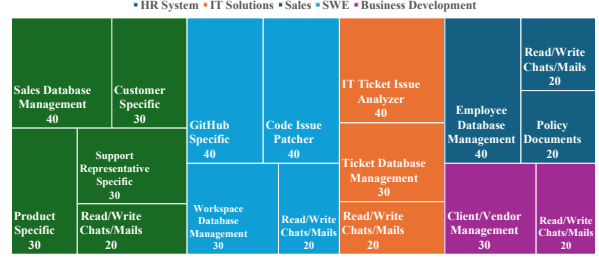 HR System IT Solutions Sales SWE Business Development
Sales Database
Management
40
Customer
Specific
30
Product
Specific
30
Support
Representative
Specific
30
Read/Write
Chats/Mails
20
GitHub
Specific
40
Code Issue
Patcher
40
Workspace
Database
Management
30
Read/Write
Chats/Mails
20
IT Ticket Issue
Analyzer
40
Ticket Database
Management
30
Read/Write
Chats/Mails
20
Employee
Database
Management
40
Read/Write
Chats/Mails
20
Policy
Documents
20
Client/Vendor
Management
30
Read/Write
Chats/Mails
20